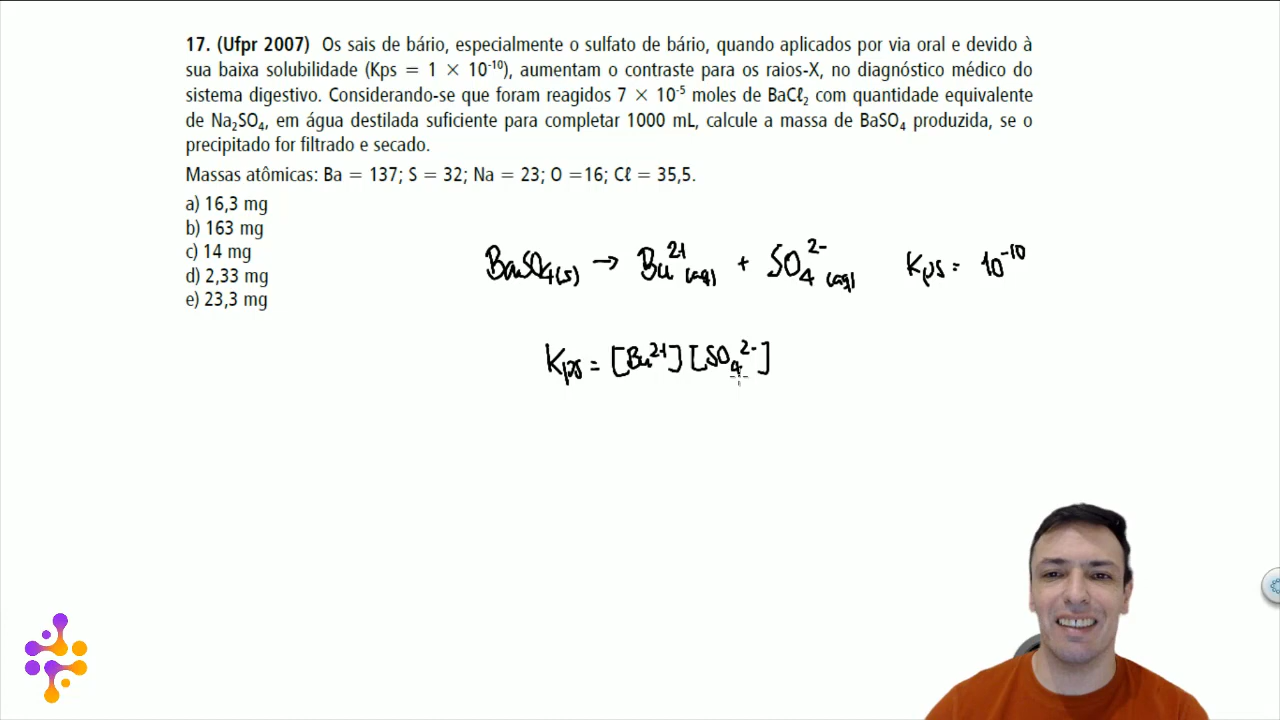 17. (Ufpr 2007) Os sais de bário, especialmente o sulfato de bário, quando aplicados por via oral e devido à
sua baixa solubilidade (Kps = 1 × 10⁻¹⁰), aumentam o contraste para os raios-X, no diagnóstico médico do
sistema digestivo. Considerando-se que foram reagidos 7 × 10⁻⁵ moles de BaCℓ₂ com quantidade equivalente
de Na₂SO₄, em água destilada suficiente para completar 1000 mL, calcule a massa de BaSO₄ produzida, se o
precipitado for filtrado e secado.
Massas atômicas: Ba = 137; S = 32; Na = 23; O =16; Cℓ = 35,5.
a) 16,3 mg
b) 163 mg
c) 14 mg
d) 2,33 mg
e) 23,3 mg
BaSO₄(s) → Ba²⁺(aq) + SO₄²⁻(aq) Kps = 10⁻¹⁰
Kps = [Ba²⁺][SO₄²⁻]